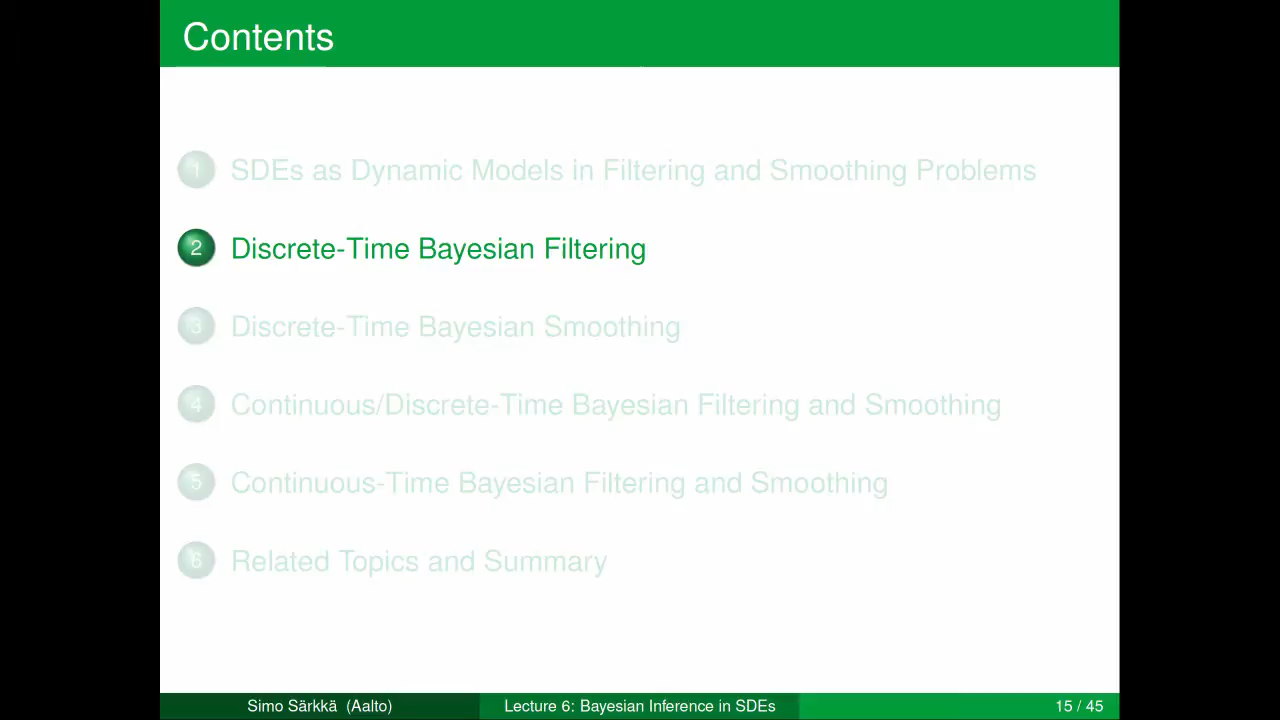 Contents
1 SDEs as Dynamic Models in Filtering and Smoothing Problems
2 Discrete-Time Bayesian Filtering
3 Discrete-Time Bayesian Smoothing
4 Continuous/Discrete-Time Bayesian Filtering and Smoothing
5 Continuous-Time Bayesian Filtering and Smoothing
6 Related Topics and Summary
Simo Särkkä (Aalto) Lecture 6: Bayesian Inference in SDEs 15 / 45